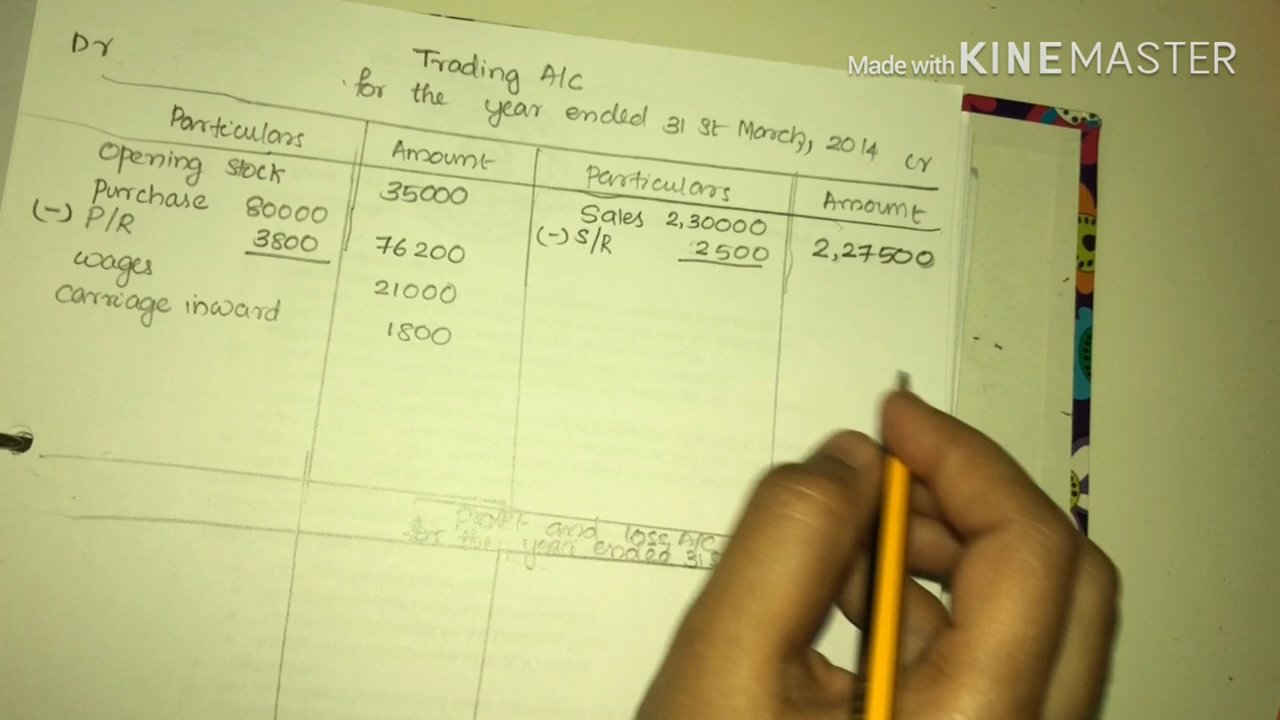 Made with KINEMASTER
Dr
Trading A/C
for the year ended 31 St March, 2014 Cr
Particulars Amount Particulars Amount
Opening stock 35000 Sales 2,30000
Purchase 80000 (-) S/R 2500 2,27500
(-) P/R 3800 76200
wages 21000
Carriage inward 1800
and loss A/C
for the year ended 31 S